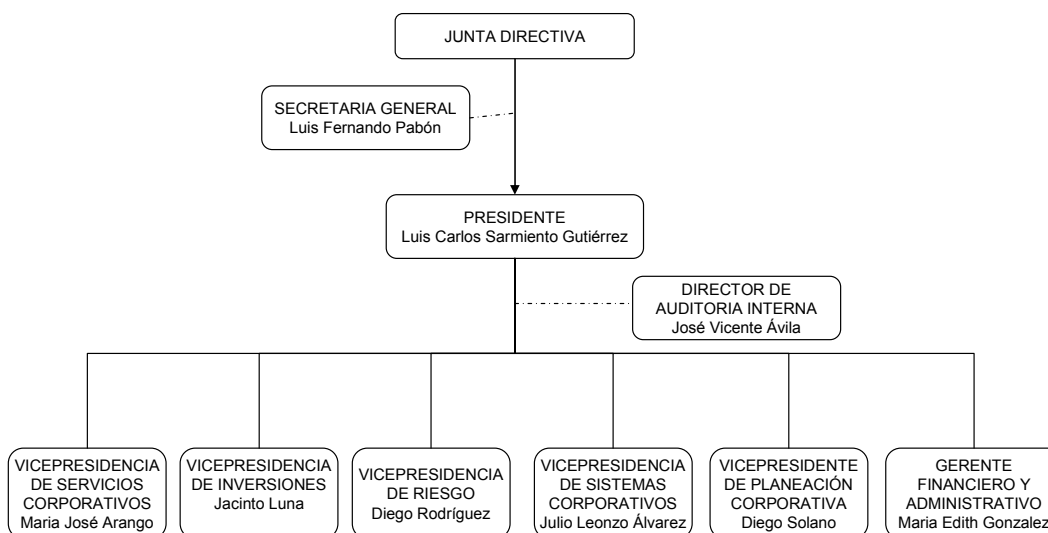 JUNTA DIRECTIVA
SECRETARIA GENERAL
Luis Fernando Pabón
PRESIDENTE
Luis Carlos Sarmiento Gutiérrez
DIRECTOR DE
AUDITORIA INTERNA
José Vicente Ávila
VICEPRESIDENCIA
DE SERVICIOS
CORPORATIVOS
Maria José Arango
VICEPRESIDENCIA
DE INVERSIONES
Jacinto Luna
VICEPRESIDENCIA
DE RIESGO
Diego Rodríguez
VICEPRESIDENCIA
DE SISTEMAS
CORPORATIVOS
Julio Leonzo Álvarez
VICEPRESIDENTE
DE PLANEACIÓN
CORPORATIVA
Diego Solano
GERENTE
FINANCIERO Y
ADMINISTRATIVO
Maria Edith Gonzalez